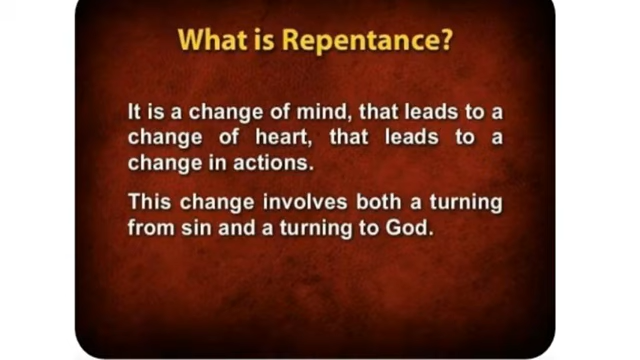 What is Repentance?
It is a change of mind, that leads to a
change of heart, that leads to a
change in actions.
This change involves both a turning
from sin and a turning to God.